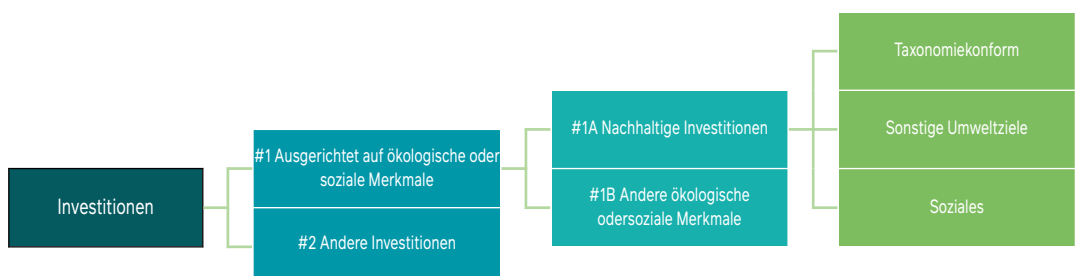 Investitionen
#1 Ausgerichtet auf ökologische oder
soziale Merkmale
#2 Andere Investitionen
#1A Nachhaltige Investitionen
#1B Andere ökologische
odersoziale Merkmale
Taxonomiekonform
Sonstige Umweltziele
Soziales